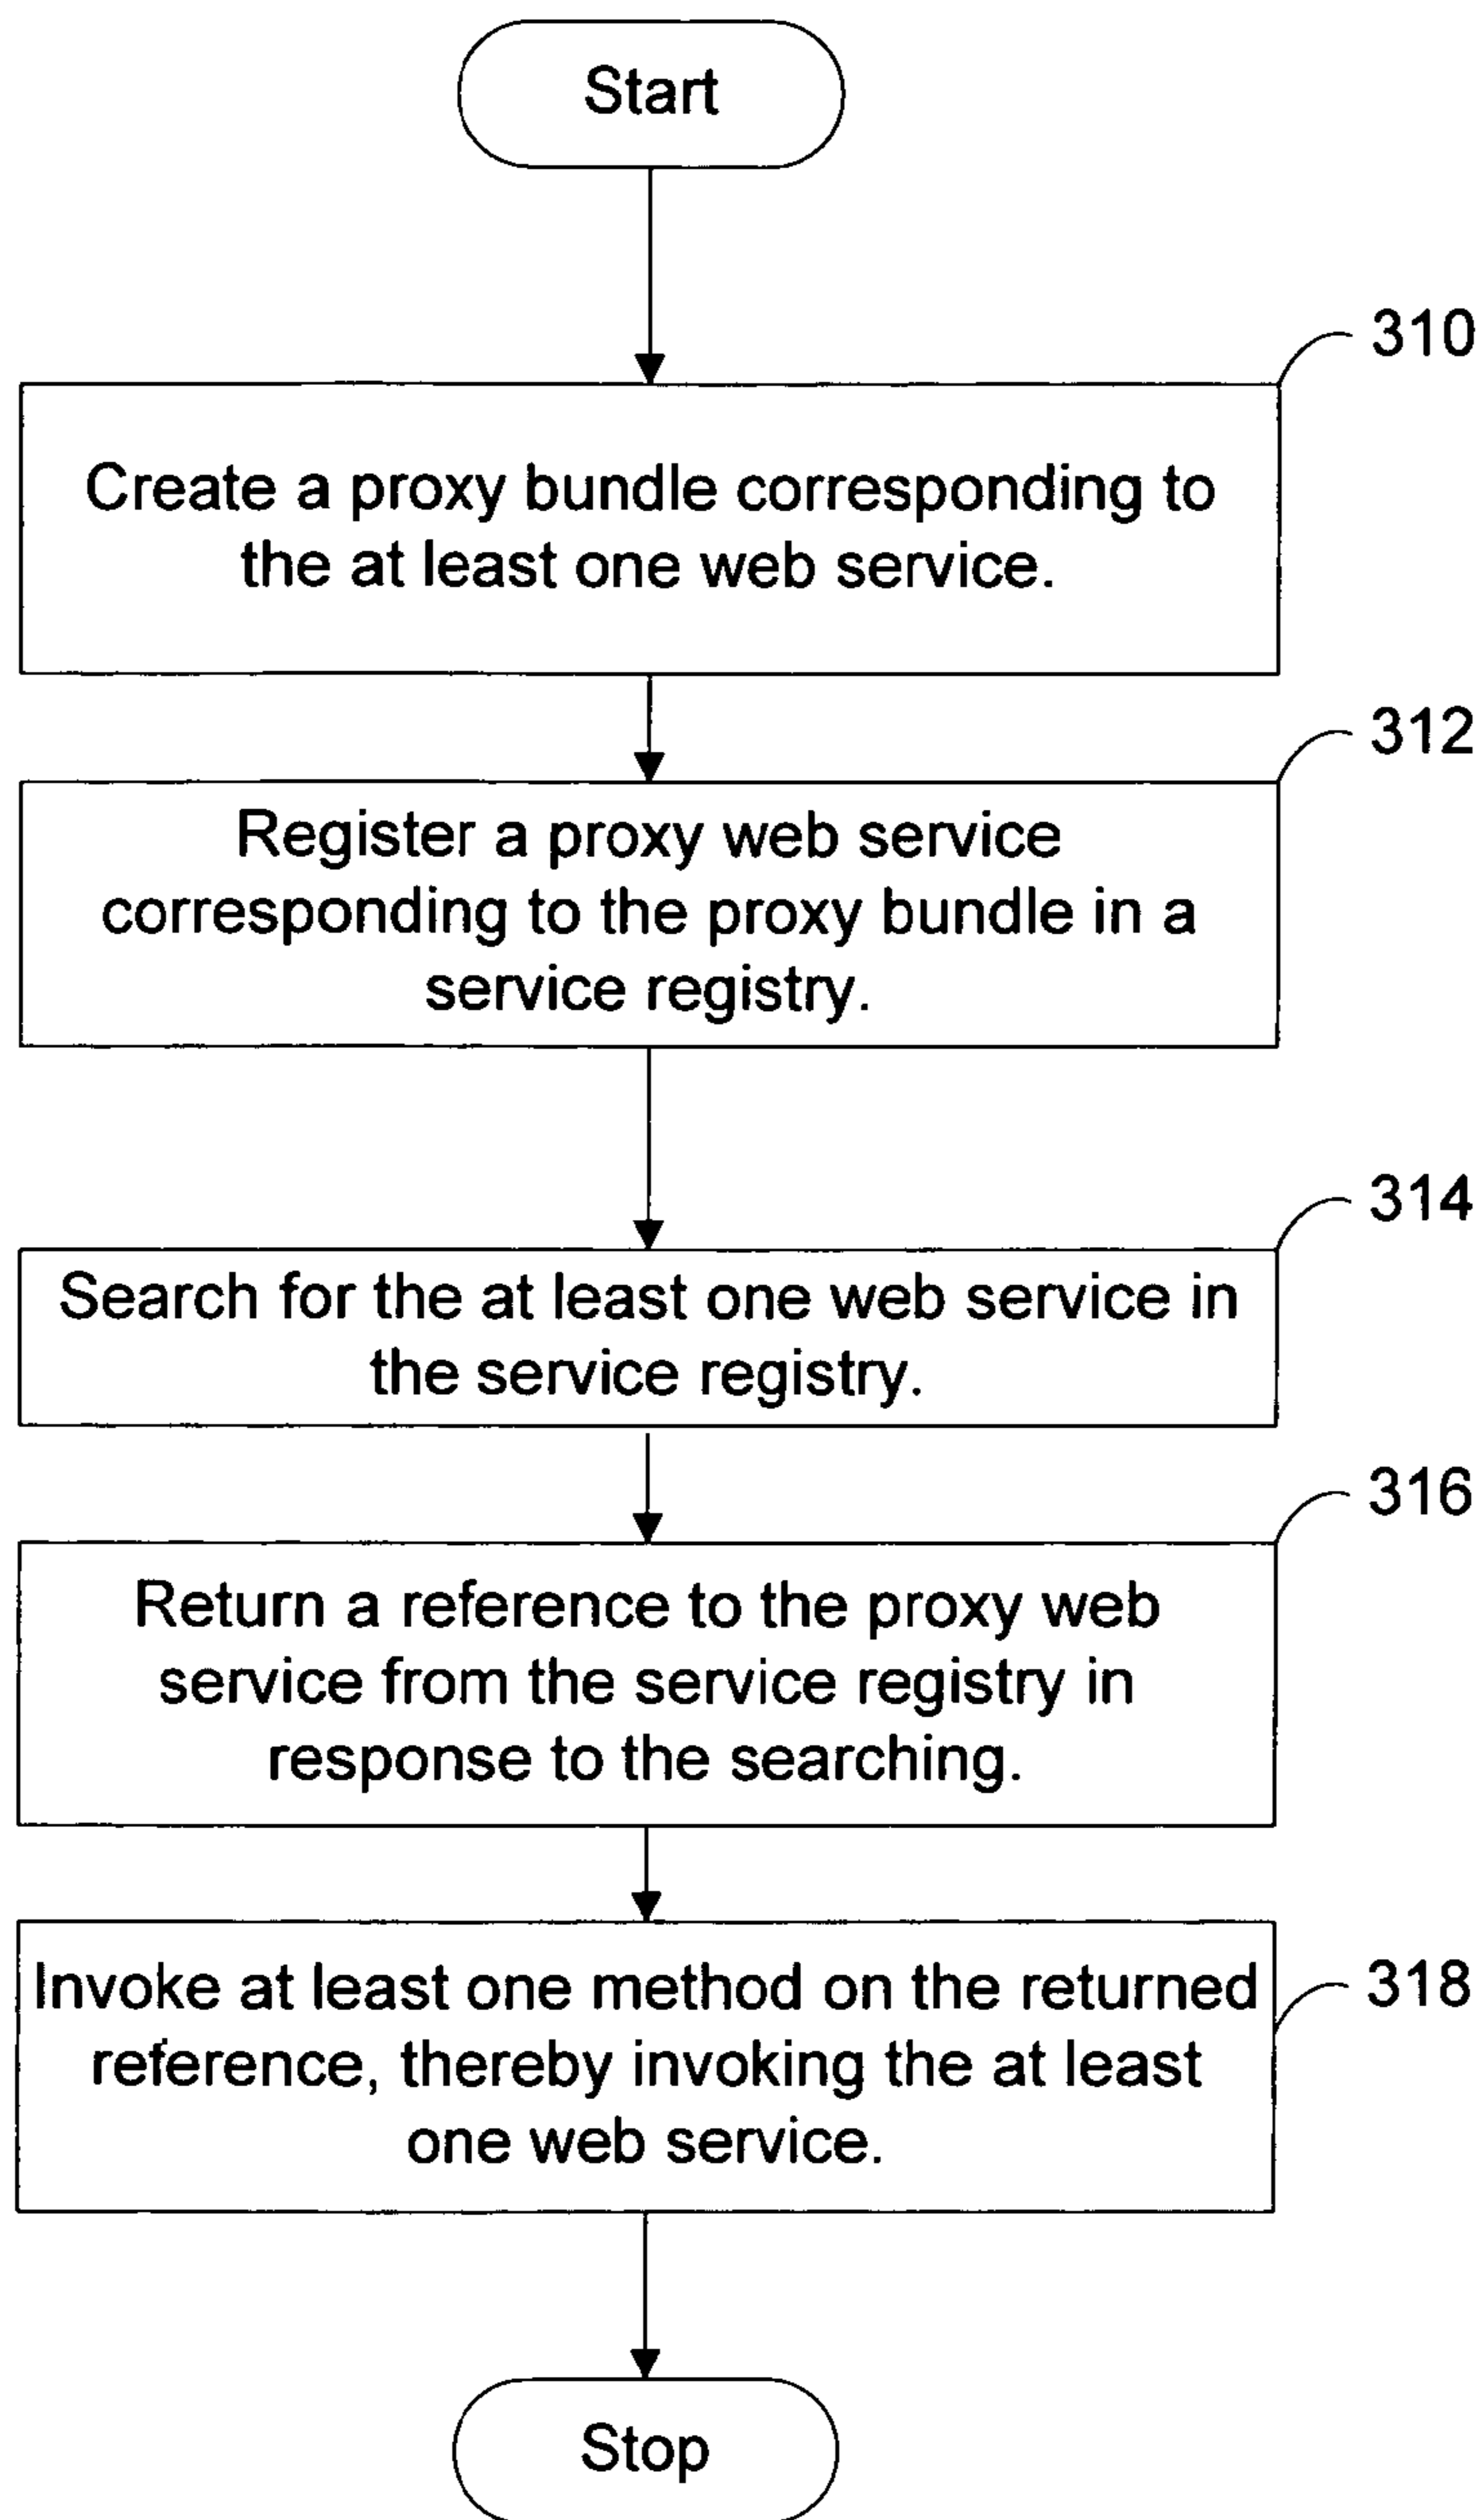 Start
310
Create a proxy bundle corresponding to
the at least one web service.
312
Register a proxy web service
corresponding to the proxy bundle in a
service registry.
314
Search for the at least one web service in
the service registry.
316
Return a reference to the proxy web
service from the service registry in
response to the searching.
318
Invoke at least one method on the returned
reference, thereby invoking the at least
one web service.
Stop